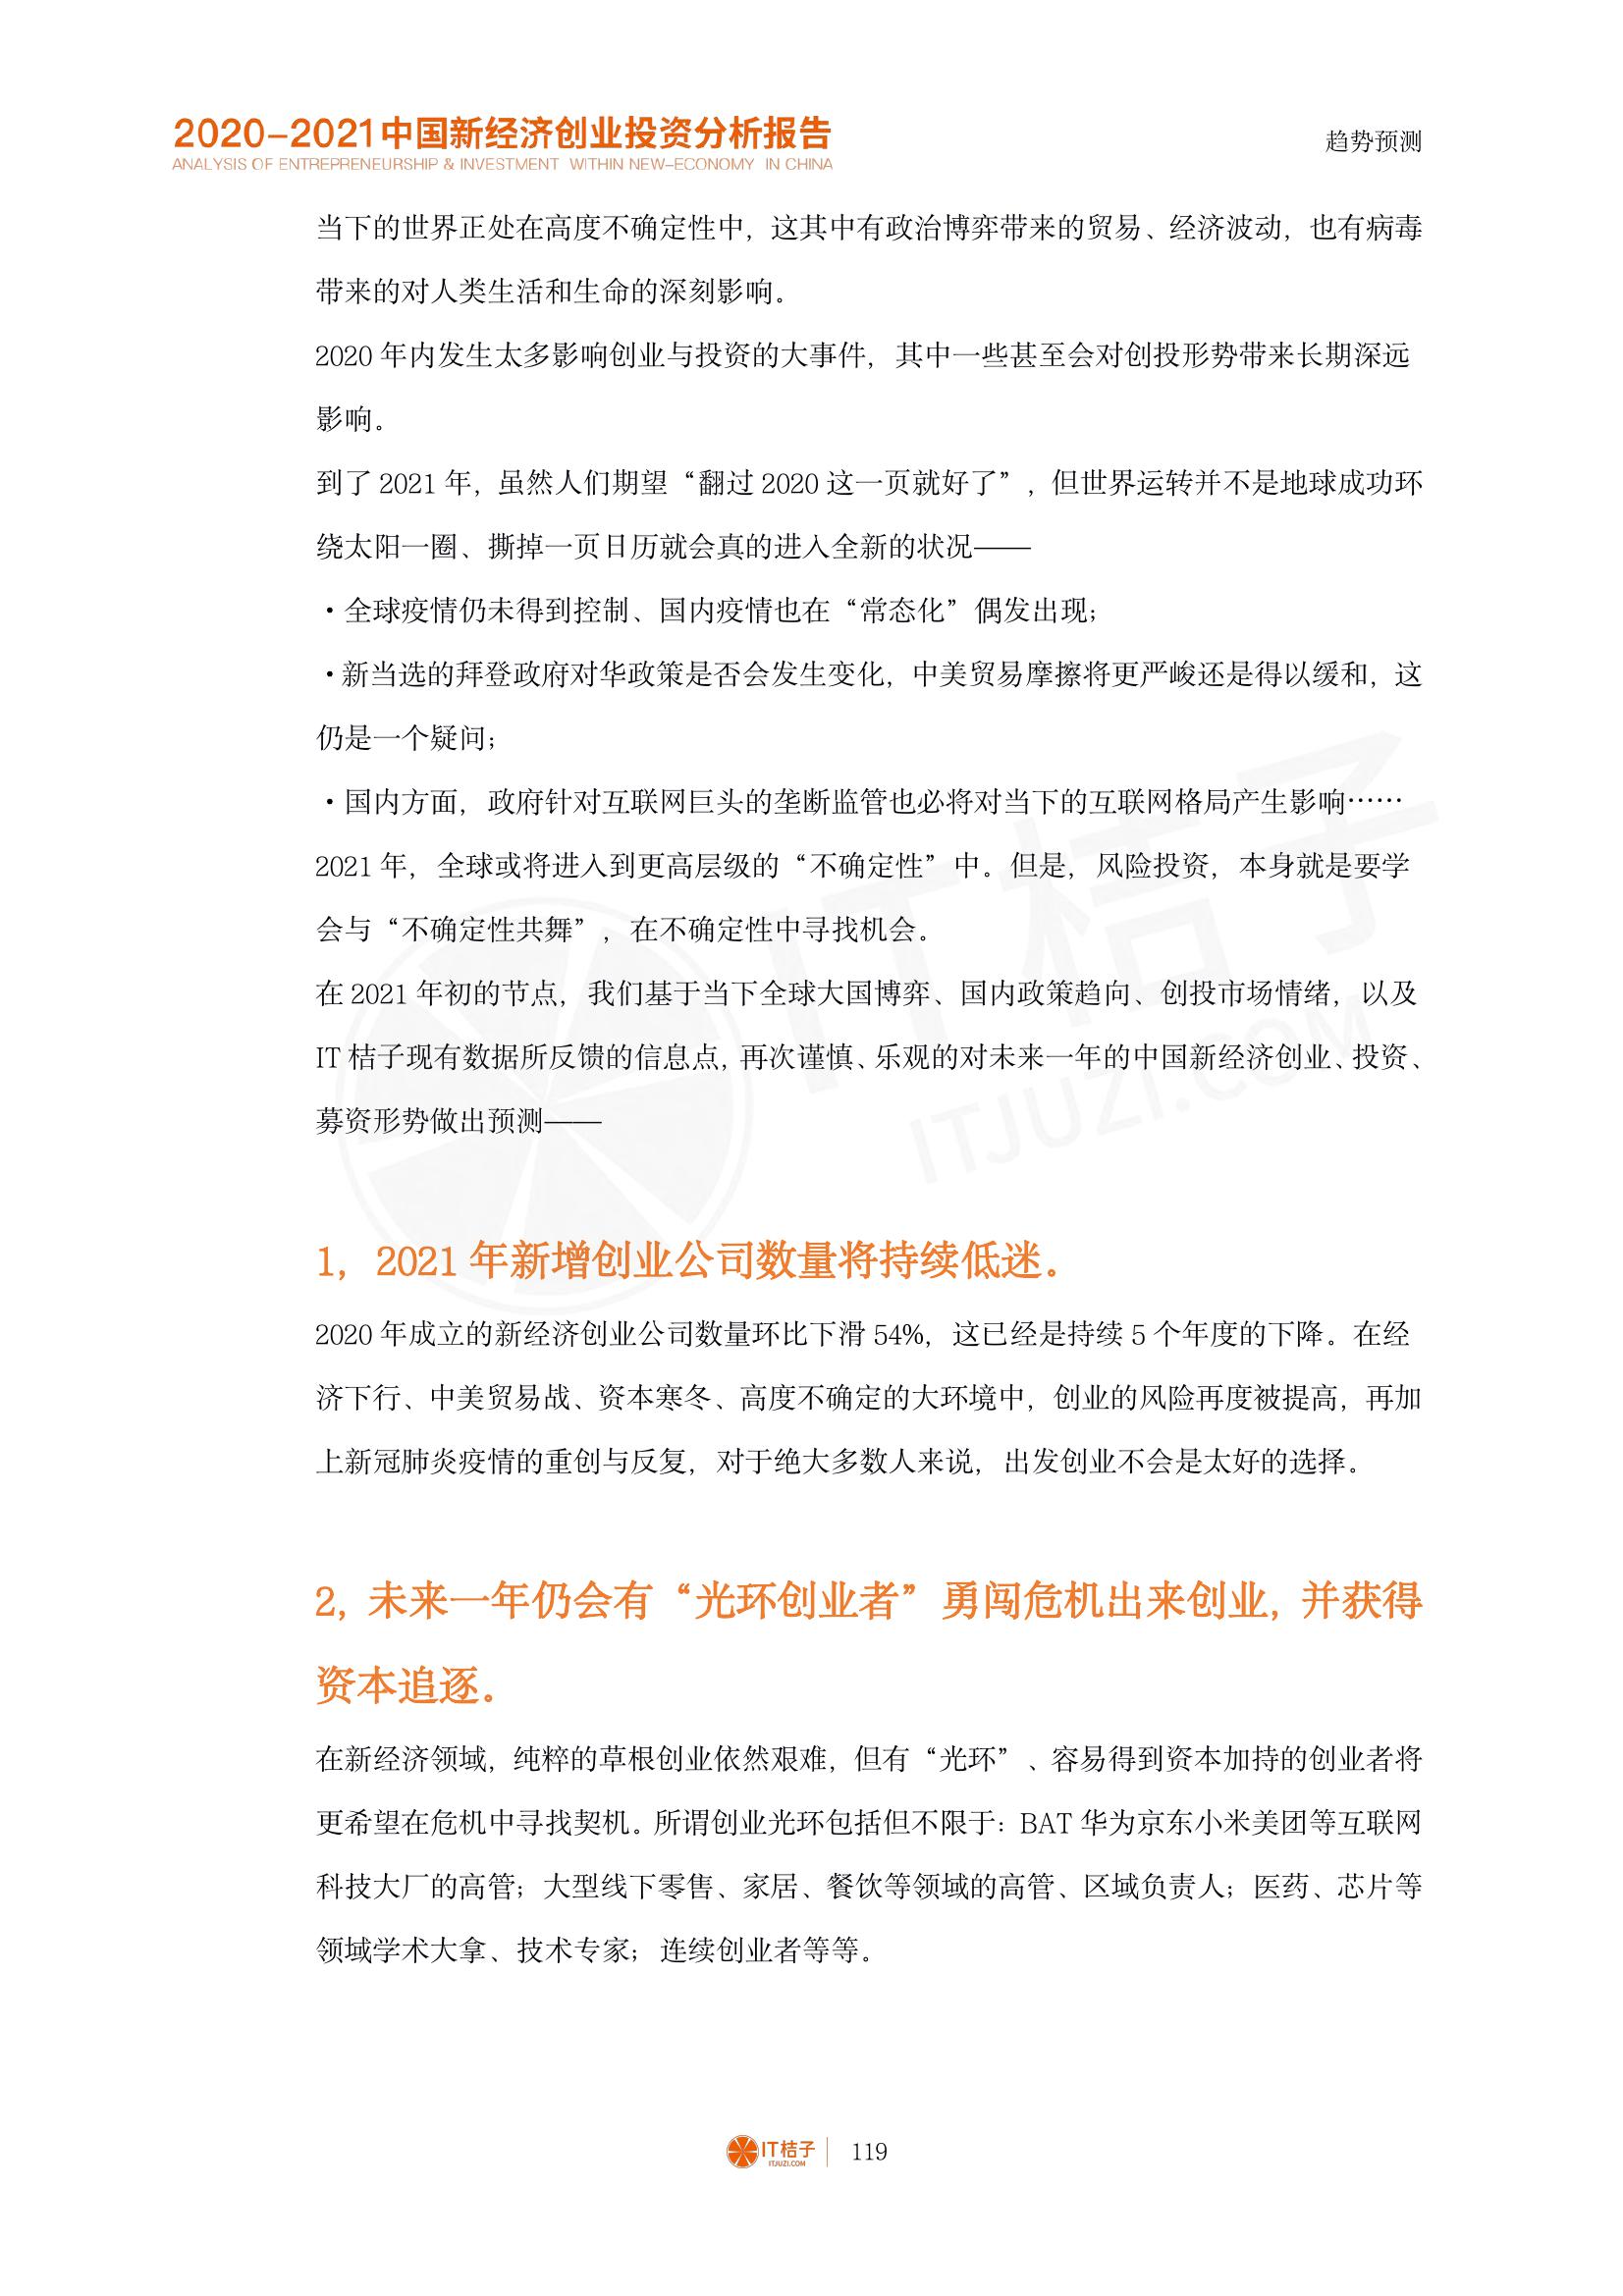 2020-2021中国新经济创业投资分析报告
ANALYSIS OF ENTREPRENEURSHIP & INVESTMENT WITHIN NEW-ECONOMY IN CHINA
趋势预测
当下的世界正处在高度不确定性中，这其中有政治博弈带来的贸易、经济波动，也有病毒
带来的对人类生活和生命的深刻影响。
2020 年内发生太多影响创业与投资的大事件，其中一些甚至会对创投形势带来长期深远
影响。
到了 2021 年，虽然人们期望“翻过 2020 这一页就好了”，但世界运转并不是地球成功环
绕太阳一圈、撕掉一页日历就会真的进入全新的状况——
·全球疫情仍未得到控制、国内疫情也在“常态化”偶发出现；
·新当选的拜登政府对华政策是否会发生变化，中美贸易摩擦将更严峻还是得以缓和，这
仍是一个疑问；
·国内方面，政府针对互联网巨头的垄断监管也必将对当下的互联网格局产生影响……
2021 年，全球或将进入到更高层级的“不确定性”中。但是，风险投资，本身就是要学
会与“不确定性共舞”，在不确定性中寻找机会。
在 2021 年初的节点，我们基于当下全球大国博弈、国内政策趋向、创投市场情绪，以及
IT 桔子现有数据所反馈的信息点，再次谨慎、乐观的对未来一年的中国新经济创业、投资、
募资形势做出预测——
IT桔子
ITJUZI.COM
1，2021 年新增创业公司数量将持续低迷。
2020 年成立的新经济创业公司数量环比下滑 54%，这已经是持续 5 个年度的下降。在经
济下行、中美贸易战、资本寒冬、高度不确定的大环境中，创业的风险再度被提高，再加
上新冠肺炎疫情的重创与反复，对于绝大多数人来说，出发创业不会是太好的选择。
2，未来一年仍会有“光环创业者”勇闯危机出来创业，并获得
资本追逐。
在新经济领域，纯粹的草根创业依然艰难，但有“光环”、容易得到资本加持的创业者将
更希望在危机中寻找契机。所谓创业光环包括但不限于：BAT 华为京东小米美团等互联网
科技大厂的高管；大型线下零售、家居、餐饮等领域的高管、区域负责人；医药、芯片等
领域学术大拿、技术专家；连续创业者等等。
IT桔子
ITJUZI.COM
119